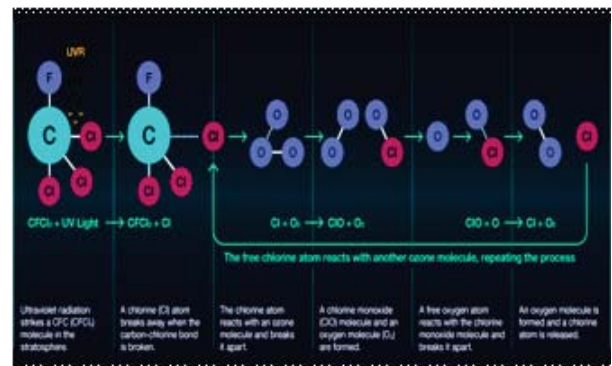 UVR
F
F
C
Cl
C
Cl
O
O
O
O
O
O
Cl
O
O
Cl
O
O
Cl
Cl
Cl
Cl
Cl
CFCl₃ + UV Light → CFCl₂ + Cl
Cl + O₃ → ClO + O₂
ClO + O → Cl + O₂
The free chlorine atom reacts with another ozone molecule, repeating the process
Ultraviolet radiation
strikes a CFC (CFCl₃)
molecule in the
stratosphere.
A chlorine (Cl) atom
breaks away when the
carbon-chlorine bond
is broken.
The chlorine atom
reacts with an ozone
molecule and breaks
it apart.
A chlorine monoxide
(ClO) molecule and an
oxygen molecule (O₂)
are formed.
A free oxygen atom
reacts with the chlorine
monoxide molecule and
breaks it apart.
An oxygen molecule is
formed and a chlorine
atom is released.